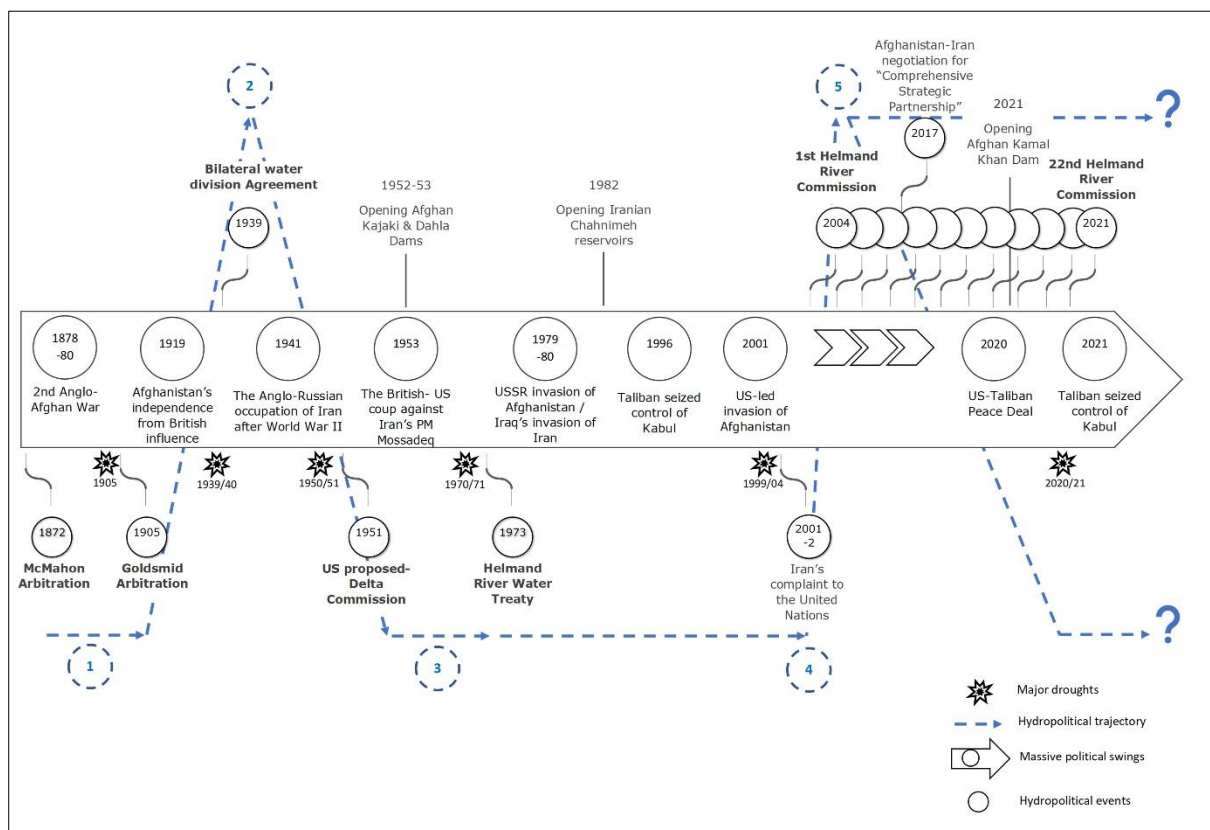 2
5
Afghanistan-Iran
negotiation for
“Comprehensive
Strategic
Partnership”
2017
2021
Opening
Afghan Kamal
Khan Dam
?
Bilateral water
division Agreement
1939
1952-53
Opening Afghan
Kajaki & Dahla
Dams
1982
Opening Iranian
Chahnimeh
reservoirs
1st Helmand
River
Commission
2004
22nd Helmand
River
Commission
2021
1878
-80
2nd Anglo-
Afghan War
1919
Afghanistan’s
independence
from British
influence
1941
The Anglo-Russian
occupation of Iran
after World War II
1953
The British- US
coup against
Iran’s PM
Mossadeq
1979
-80
USSR invasion of
Afghanistan /
Iraq’s invasion of
Iran
1996
Taliban seized
control of
Kabul
2001
US-led
invasion of
Afghanistan
2020
US-Taliban
Peace Deal
2021
Taliban seized
control of
Kabul
1905
1939/40
1950/51
1970/71
1999/04
2020/21
1872
McMahon
Arbitration
1905
Goldsmid
Arbitration
1951
US proposed-
Delta
Commission
1973
Helmand
River Water
Treaty
2001
-2
Iran’s
complaint to
the United
Nations
?
1
3
4
Major droughts
Hydropolitical trajectory
Massive political swings
Hydropolitical events